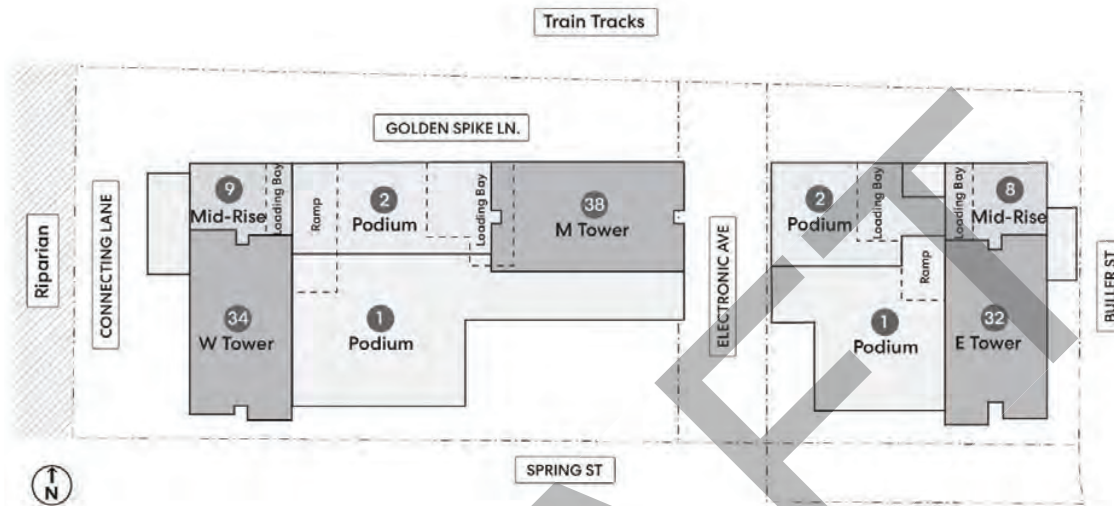 Train Tracks
GOLDEN SPIKE LN.
Riparian
CONNECTING LANE
9
Mid-Rise
Loading Bay
Ramp
2
Podium
Loading Bay
38
M Tower
34
W Tower
1
Podium
ELECTRONIC AVE
2
Podium
Loading Bay
Loading Bay
8
Mid-Rise
Ramp
1
Podium
32
E Tower
BULLER ST
SPRING ST
N